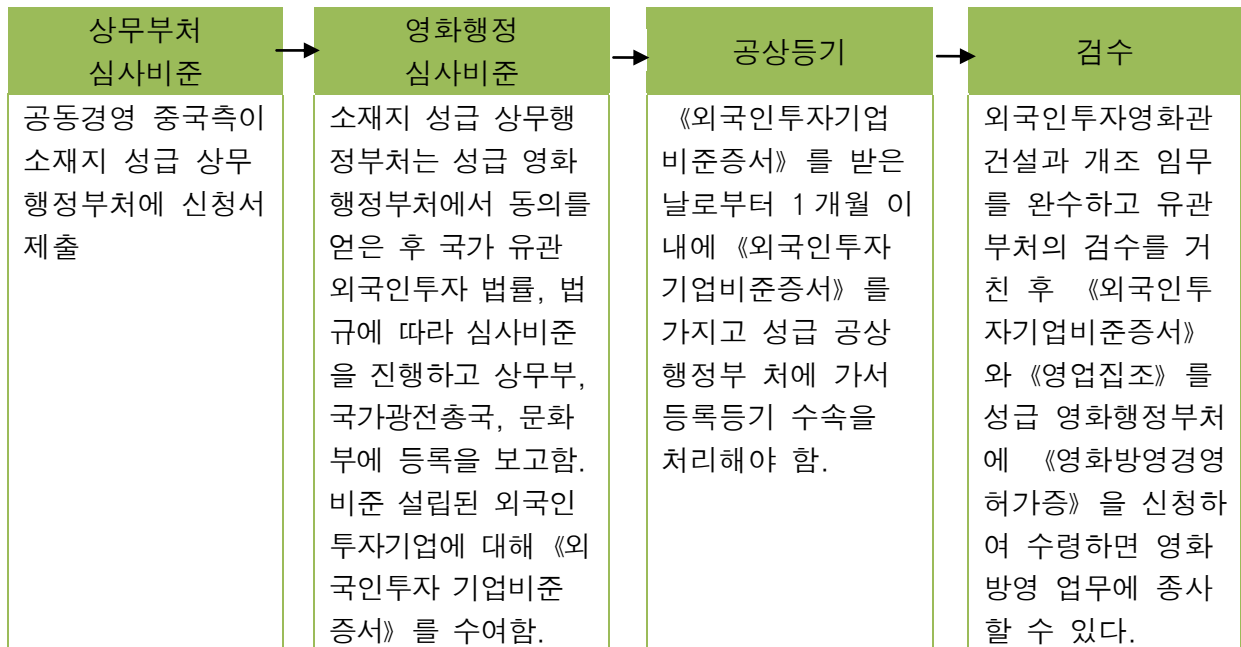 상무부처
심사비준
영화행정
심사비준
공상등기
검수
공동경영 중국측이
소재지 성급 상무
행정부처에 신청서
제출
소재지 성급 상무행
정부처는 성급 영화
행정부처에서 동의를
얻은 후 국가 유관
외국인투자 법률, 법
규에 따라 심사비준
을 진행하고 상무부,
국가광전총국, 문화
부에 등록을 보고함.
비준 설립된 외국인
투자기업에 대해 《외
국인투자 기업비준
증서》 를 수여함.
《외국인투자기업
비준증서》 를 받은
날로부터 1 개월 이
내에 《외국인투자
기업비준증서》 를
가지고 성급 공상
행정부 처에 가서
등록등기 수속을
처리해야 함.
외국인투자영화관
건설과 개조 임무
를 완수하고 유관
부처의 검수를 거
친 후 《외국인투
자기업비준증서》
와 《영업집조》 를
성급 영화행정부처
에 《영화방영경영
허가증》 을 신청하
여 수령하면 영화
방영 업무에 종사
할 수 있다.